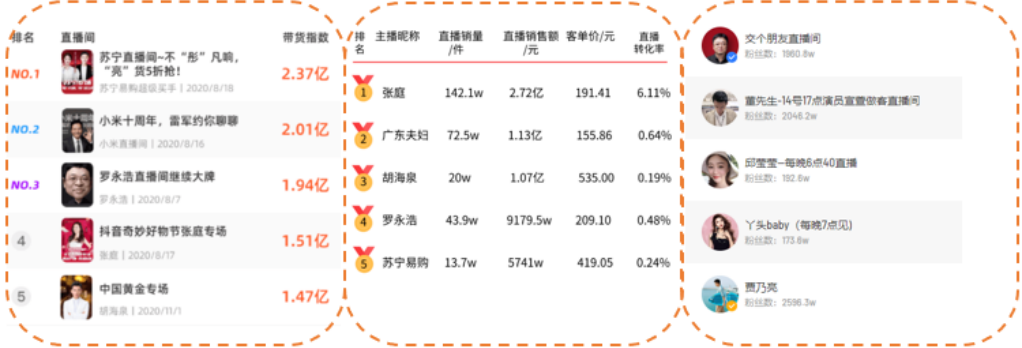 排名 直播间 带货指数
NO.1 苏宁直播间~不“彤”凡响，
“亮”货5折抢！
苏宁易购超级买手 | 2020/8/18
2.37亿
NO.2 小米十周年，雷军约你聊聊
小米直播间 | 2020/8/16
2.01亿
NO.3 罗永浩直播间继续大牌
罗永浩 | 2020/8/7
1.94亿
4 抖音奇妙好物节张庭专场
张庭 | 2020/8/17
1.51亿
5 中国黄金专场
胡海泉 | 2020/11/1
1.47亿
排名 主播昵称 直播销量/件 直播销售额/元 客单价/元 直播转化率
1 张庭 142.1w 2.72亿 191.41 6.11%
2 广东夫妇 72.5w 1.13亿 155.86 0.64%
3 胡海泉 20w 1.07亿 535.00 0.19%
4 罗永浩 43.9w 9179.5w 209.10 0.48%
5 苏宁易购 13.7w 5741w 419.05 0.24%
交个朋友直播间
粉丝数：1960.8w
董先生-14号17点演员宣萱做客直播间
粉丝数：2046.2w
邱莹莹—每晚6点40直播
粉丝数：192.6w
丫头baby（每晚7点见）
粉丝数：173.8w
贾乃亮
粉丝数：2596.3w